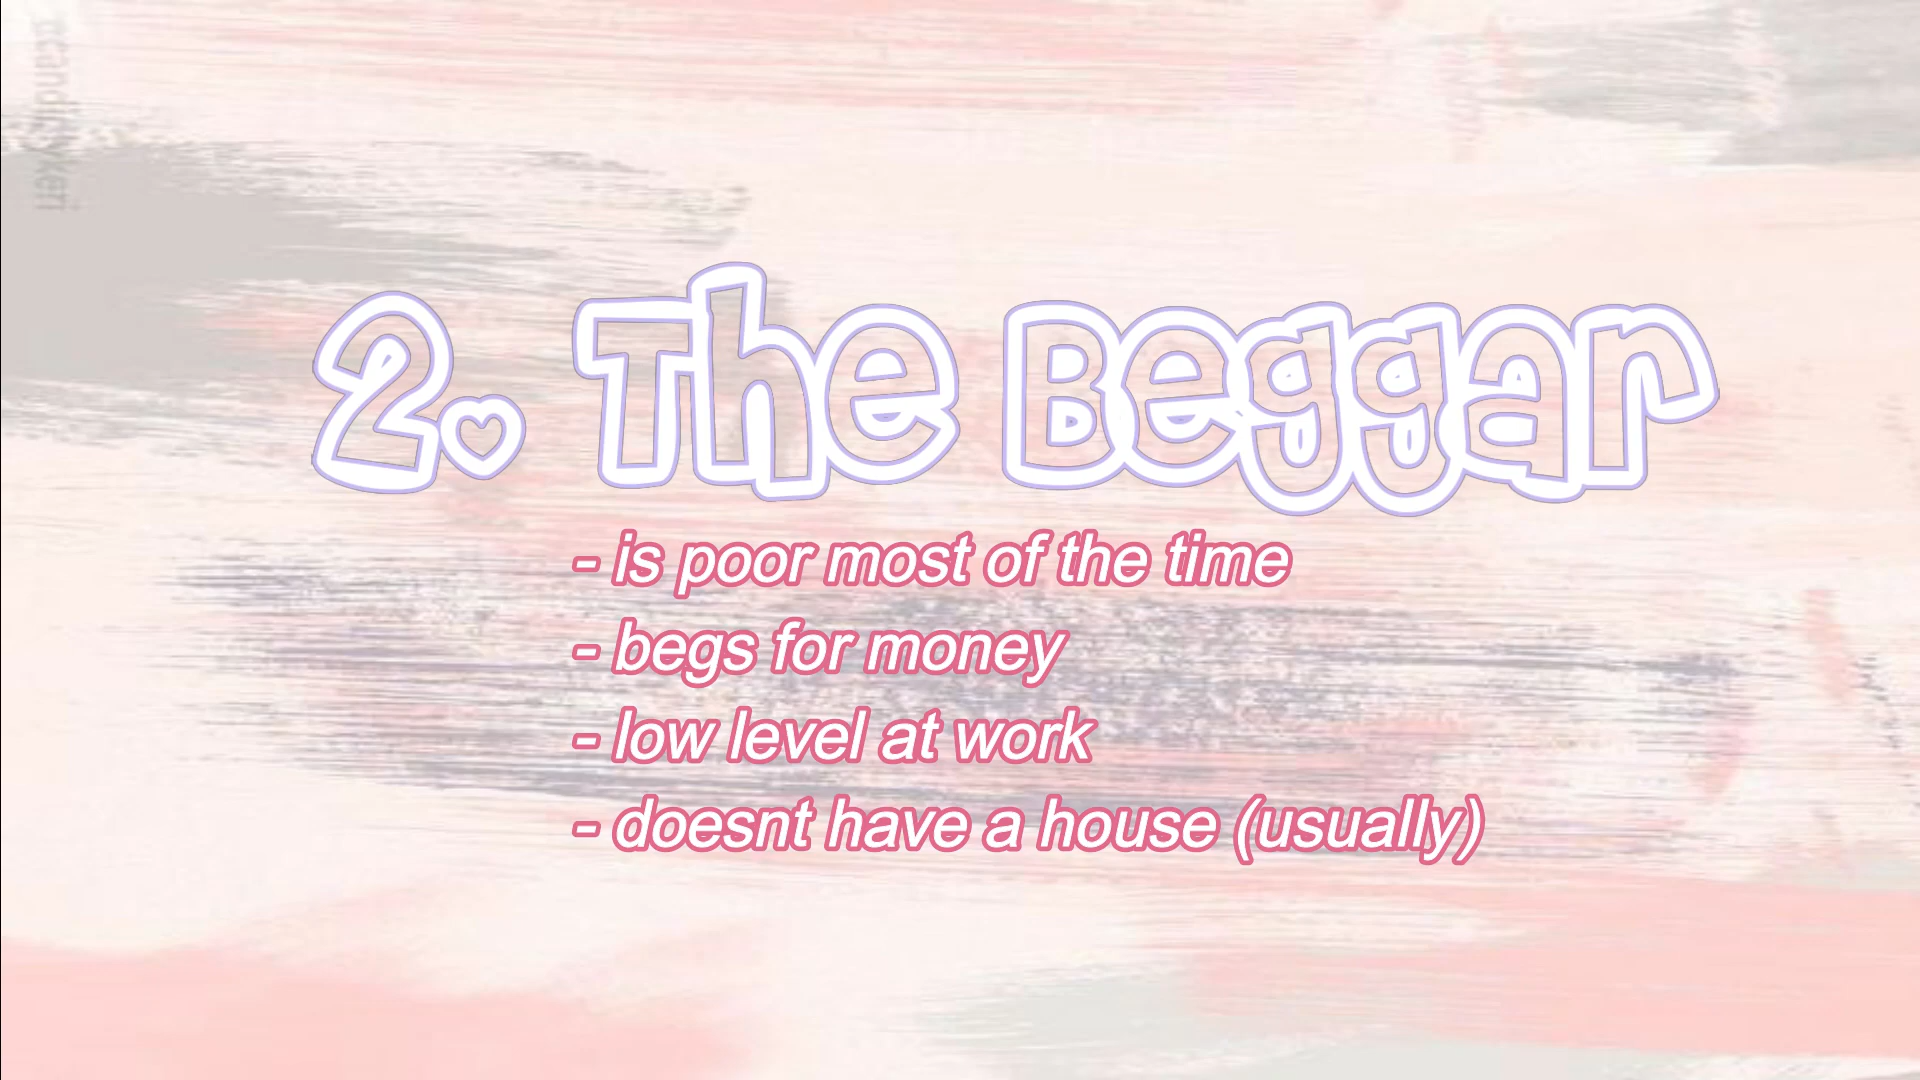 2. The Beggar
- is poor most of the time
- begs for money
- low level at work
- doesnt have a house (usually)